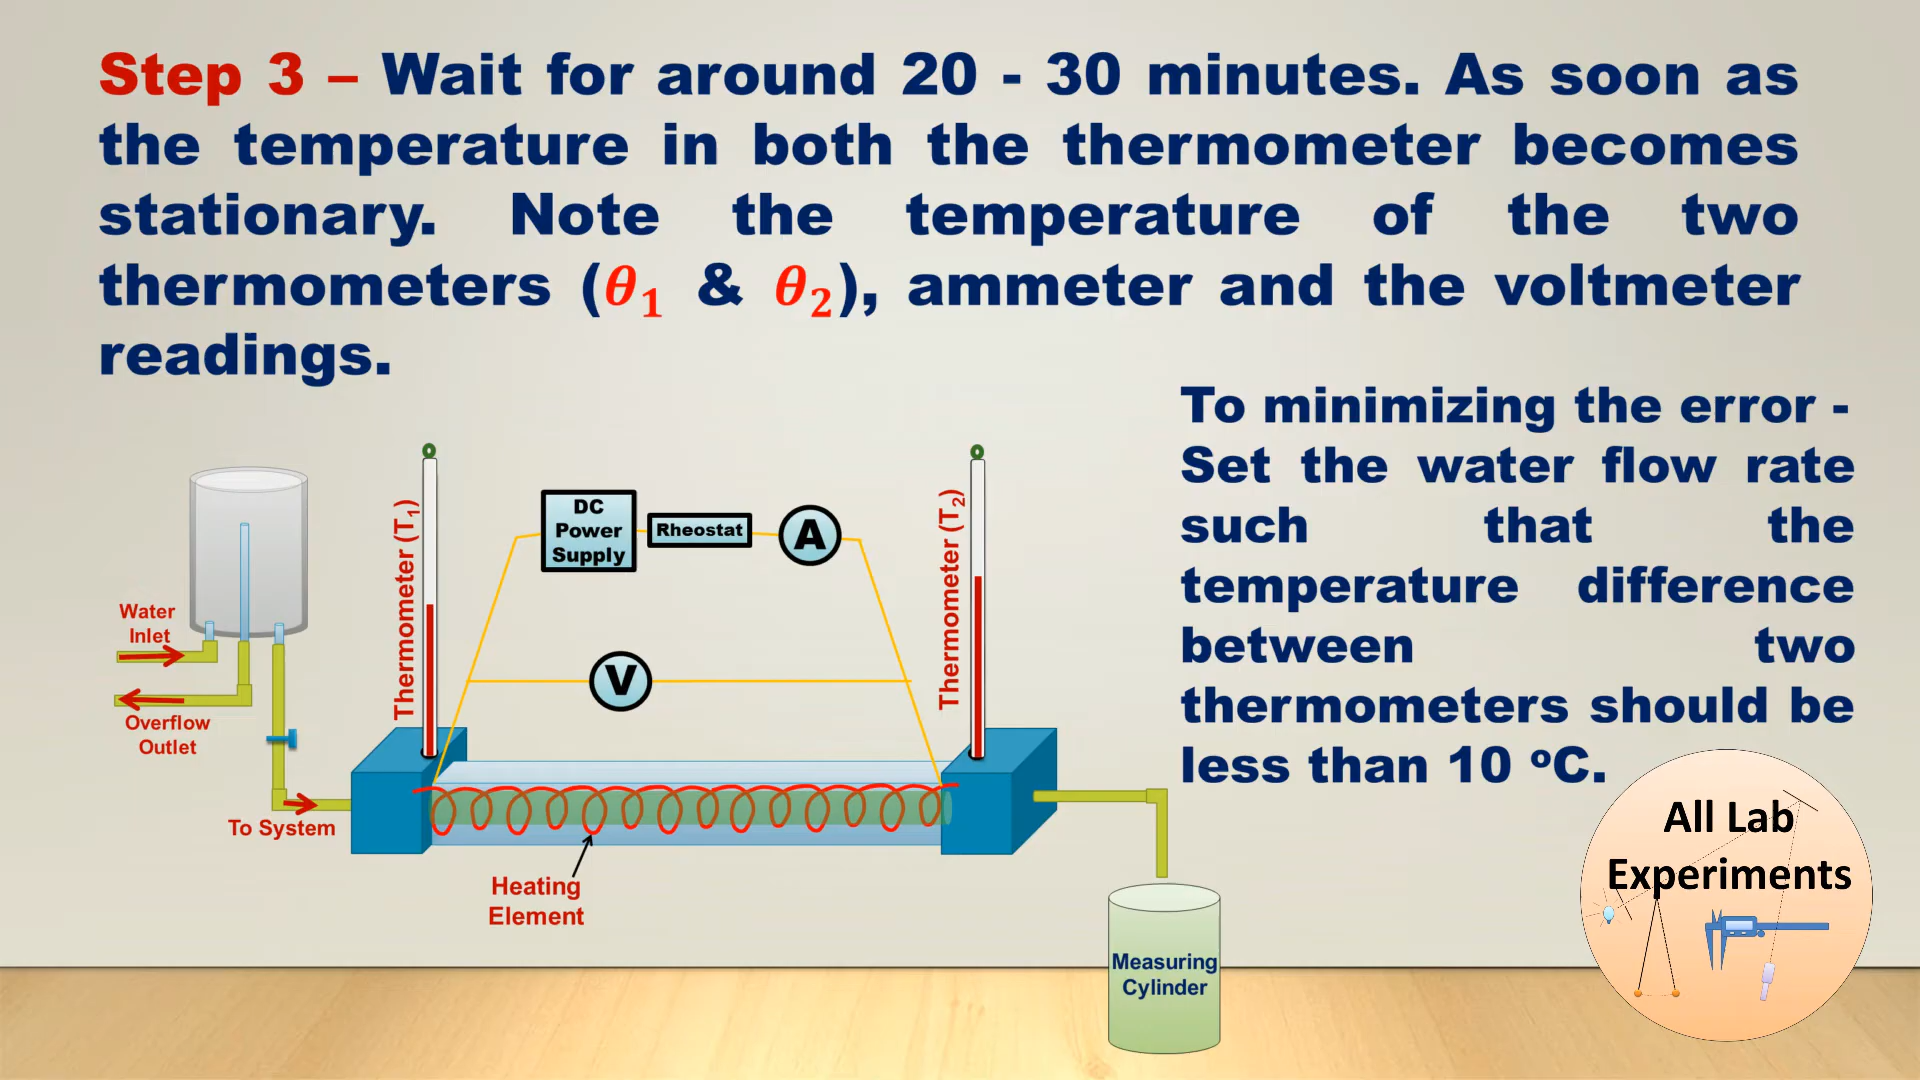 Step 3 – Wait for around 20 - 30 minutes. As soon as
the temperature in both the thermometer becomes
stationary. Note the temperature of the two
thermometers (θ₁ & θ₂), ammeter and the voltmeter
readings.
To minimizing the error -
Set the water flow rate
such that the
temperature difference
between two
thermometers should be
less than 10 ºC.
Thermometer (T₁)
DC
Power
Supply
Rheostat
A
Thermometer (T₂)
V
Water
Inlet
Overflow
Outlet
To System
Heating
Element
Measuring
Cylinder
All Lab
Experiments